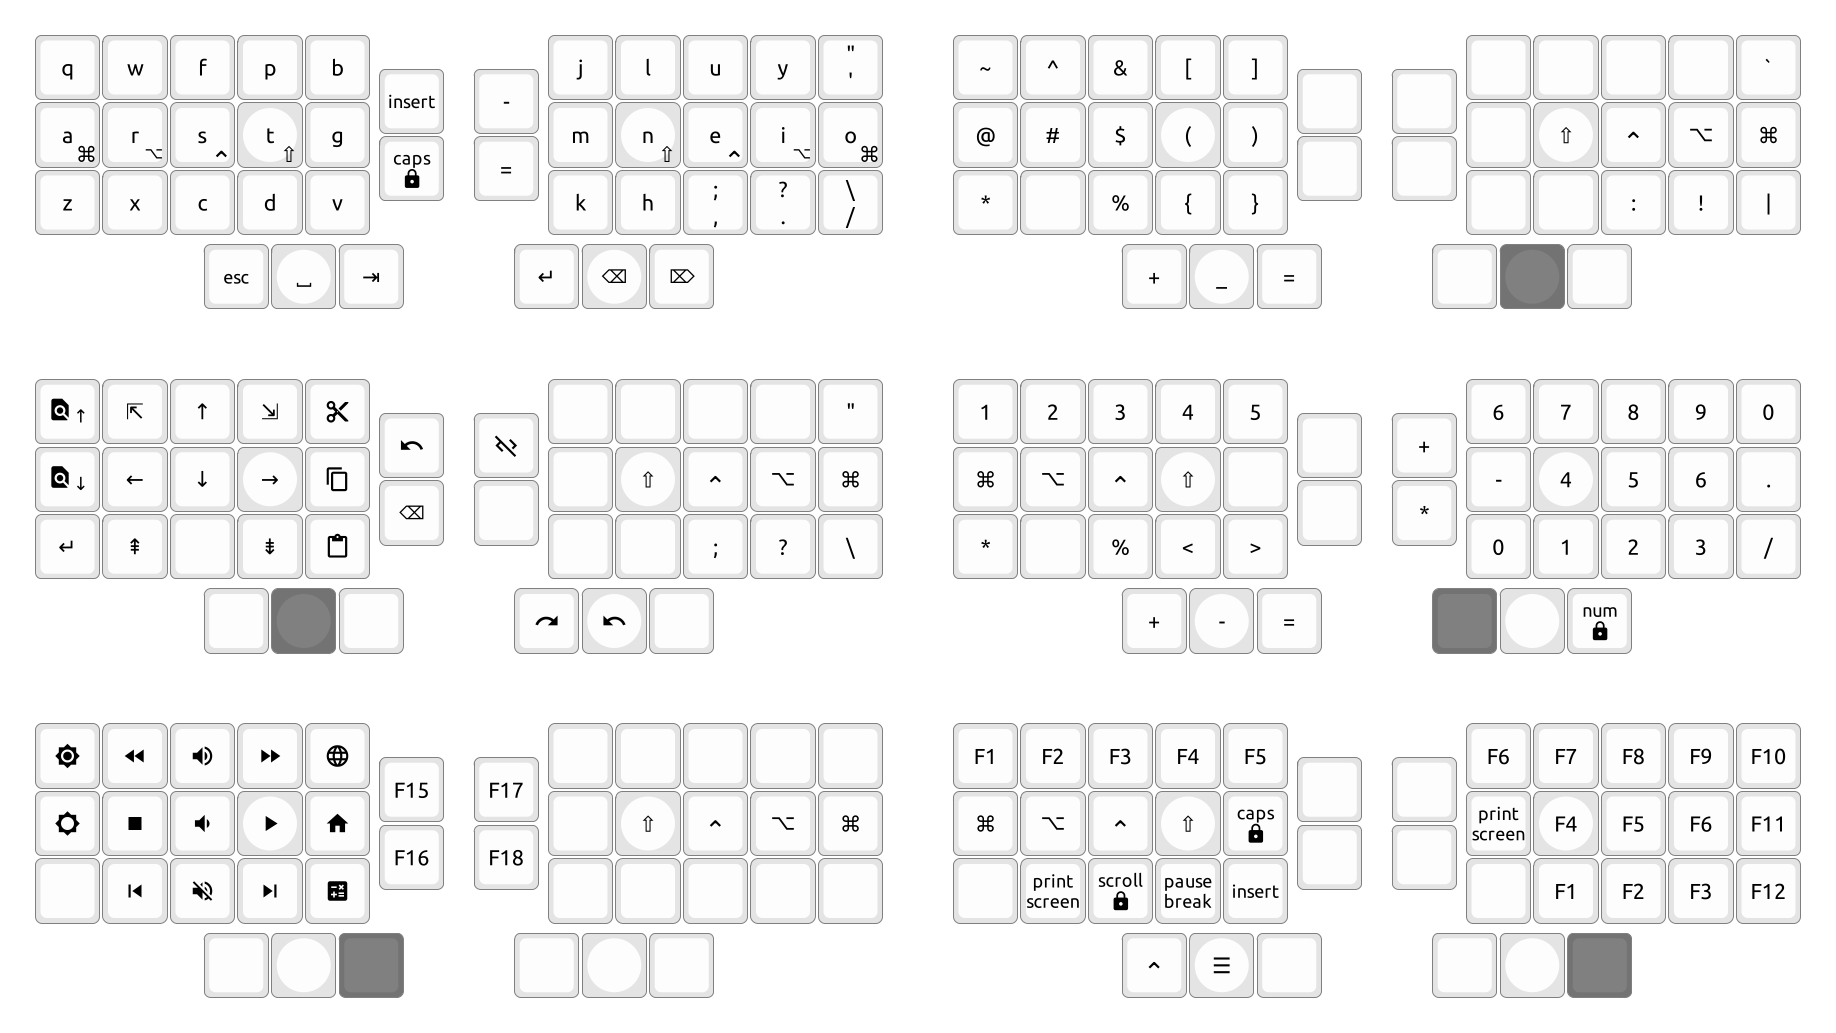 q w f p b j l u y "
'
insert -
a ⌘ r ⌥ s ^ t ⇧ g m n ⇧ e ^ i ⌥ o ⌘
caps =
z x c d v k h ; ? \
, . /
esc ⎵ ⇥ ↵ ⌫ ⌦
~ ^ & [ ] `
@ # $ ( ) ⇧ ^ ⌥ ⌘
* % { } : ! |
+ _ =
↑ ⇱ ↑ ⇲ "
↓ ← ↓ → ⇧ ^ ⌥ ⌘
⌫
↵ ⇞ ⇟ ; ? \
1 2 3 4 5 6 7 8 9 0
+
⌘ ⌥ ^ ⇧ - 4 5 6 .
*
* % < > 0 1 2 3 /
+ - = num
F15 F17
⇧ ^ ⌥ ⌘
F16 F18
F1 F2 F3 F4 F5 F6 F7 F8 F9 F10
⌘ ⌥ ^ ⇧ caps print
screen F4 F5 F6 F11
print
screen scroll pause
break insert F1 F2 F3 F12
^ ☰